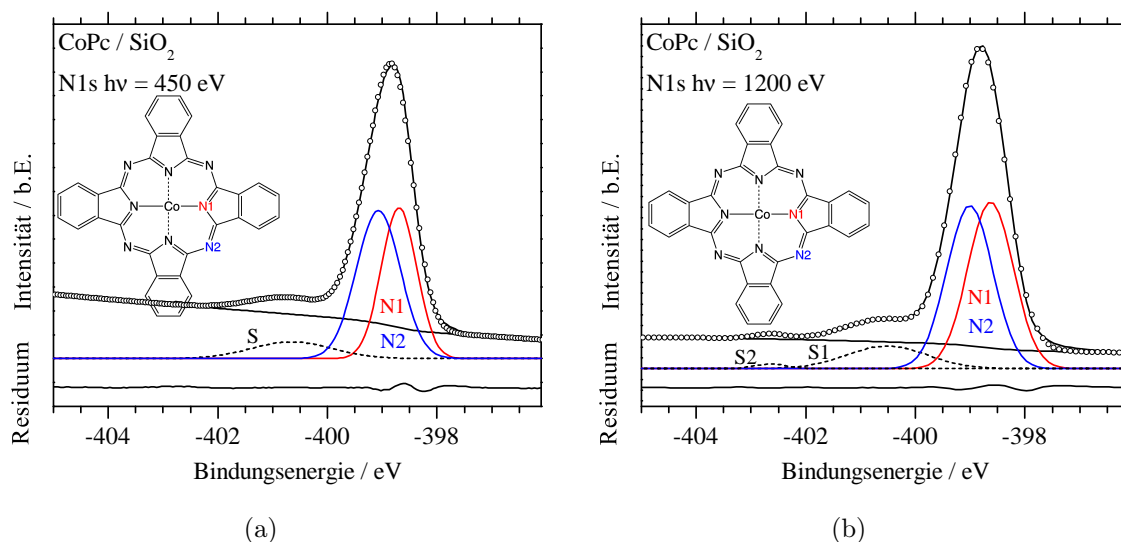 CoPc / SiO2
N1s hν = 450 eV
N
N
N
N
Co
N1
N
N
N2
N1
N2
S
Residuum Intensität / b.E.
-404 -402 -400 -398
Bindungsenergie / eV
(a)
CoPc / SiO2
N1s hν = 1200 eV
N
N
N
N
Co
N1
N
N
N2
N1
N2
S2 S1
Residuum Intensität / b.E.
-404 -402 -400 -398
Bindungsenergie / eV
(b)